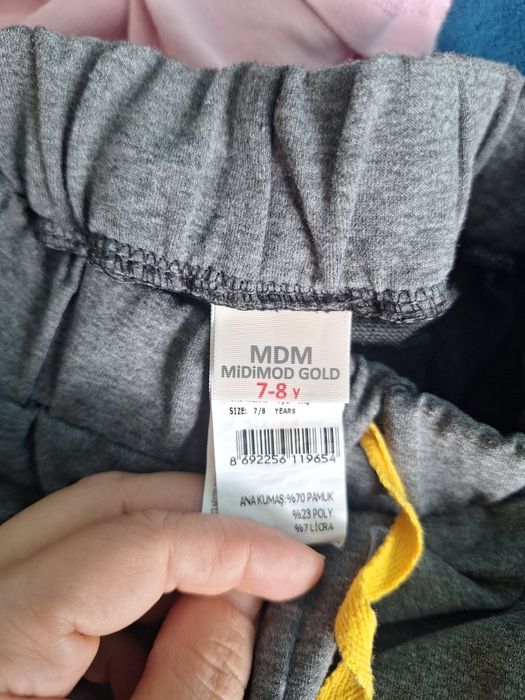 MDM
MiDiMOD GOLD
7-8 y
SIZE: 7/8 YEARS
8 692256 119654
ANA KUMAŞ:%70 PAMUK
%23 POLY.
%7 LİCRA